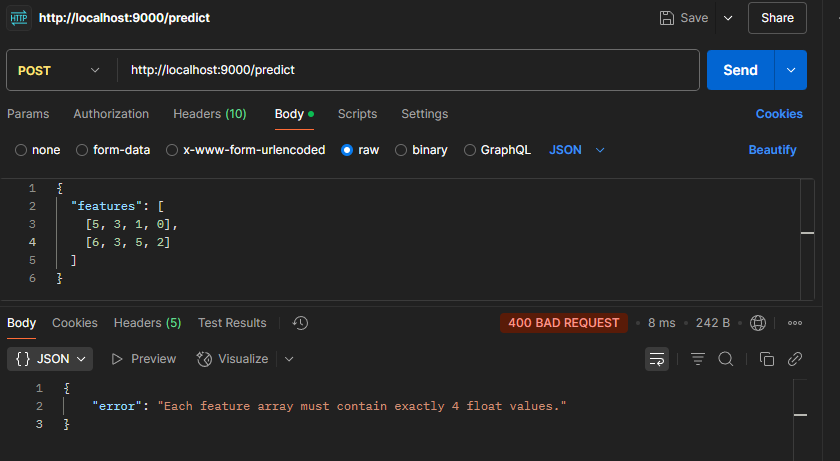 HTTP http://localhost:9000/predict Save Share
POST http://localhost:9000/predict Send
Params Authorization Headers (10) Body Scripts Settings Cookies
none form-data x-www-form-urlencoded raw binary GraphQL JSON Beautify
1 {
2 "features": [
3 [5, 3, 1, 0],
4 [6, 3, 5, 2]
5 ]
6 }
Body Cookies Headers (5) Test Results 400 BAD REQUEST • 8 ms • 242 B •
{} JSON Preview Visualize
1 {
2 "error": "Each feature array must contain exactly 4 float values."
3 }